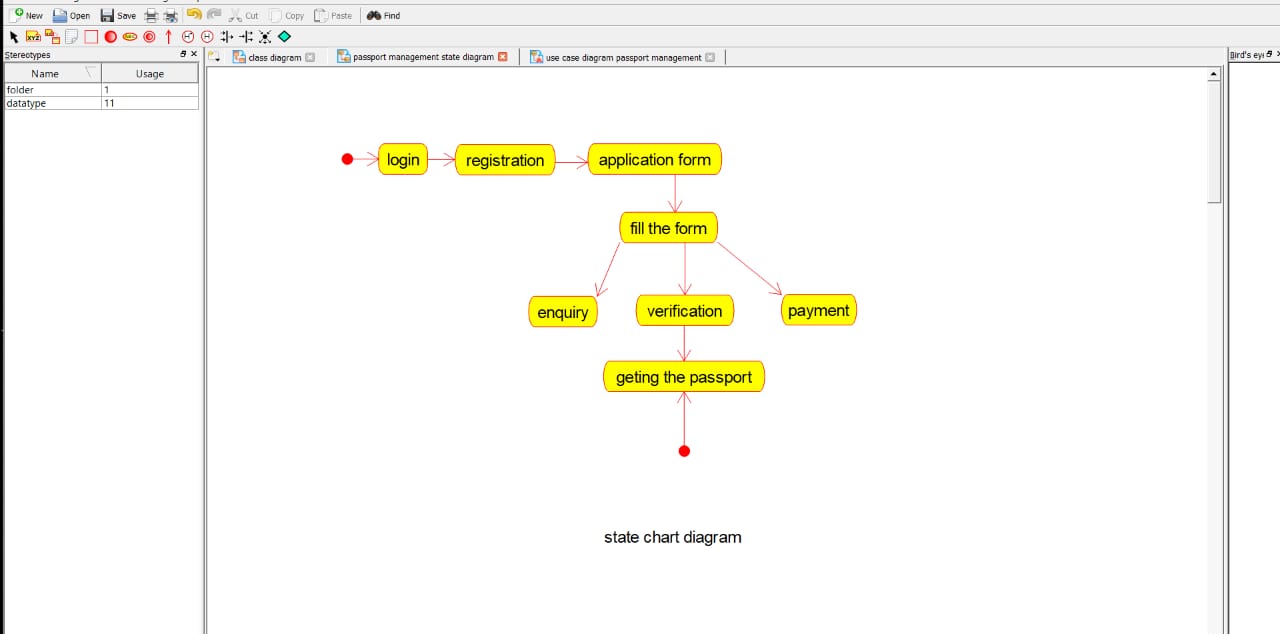 New Open Save Cut Copy Paste Find
Stereotypes
Name Usage
folder 1
datatype 11
class diagram passport management state diagram use case diagram passport management
Bird's ey
login registration application form
fill the form
enquiry verification payment
geting the passport
state chart diagram